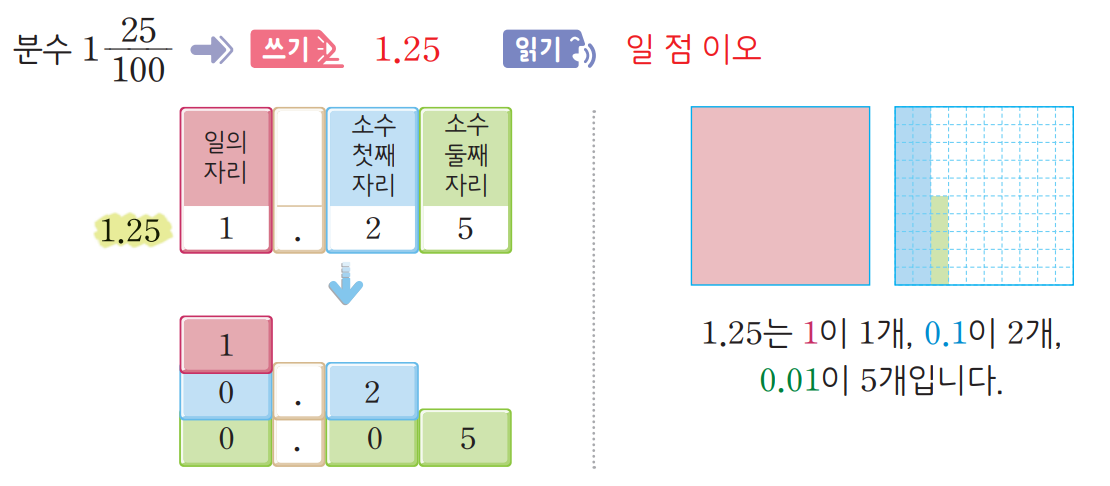 분수 1 25/100 쓰기 1.25 읽기 일 점 이오
일의 자리 소수 첫째 자리 소수 둘째 자리
1.25 1 . 2 5
1
0 . 2
0 . 0 5
1.25는 1이 1개, 0.1이 2개,
0.01이 5개입니다.